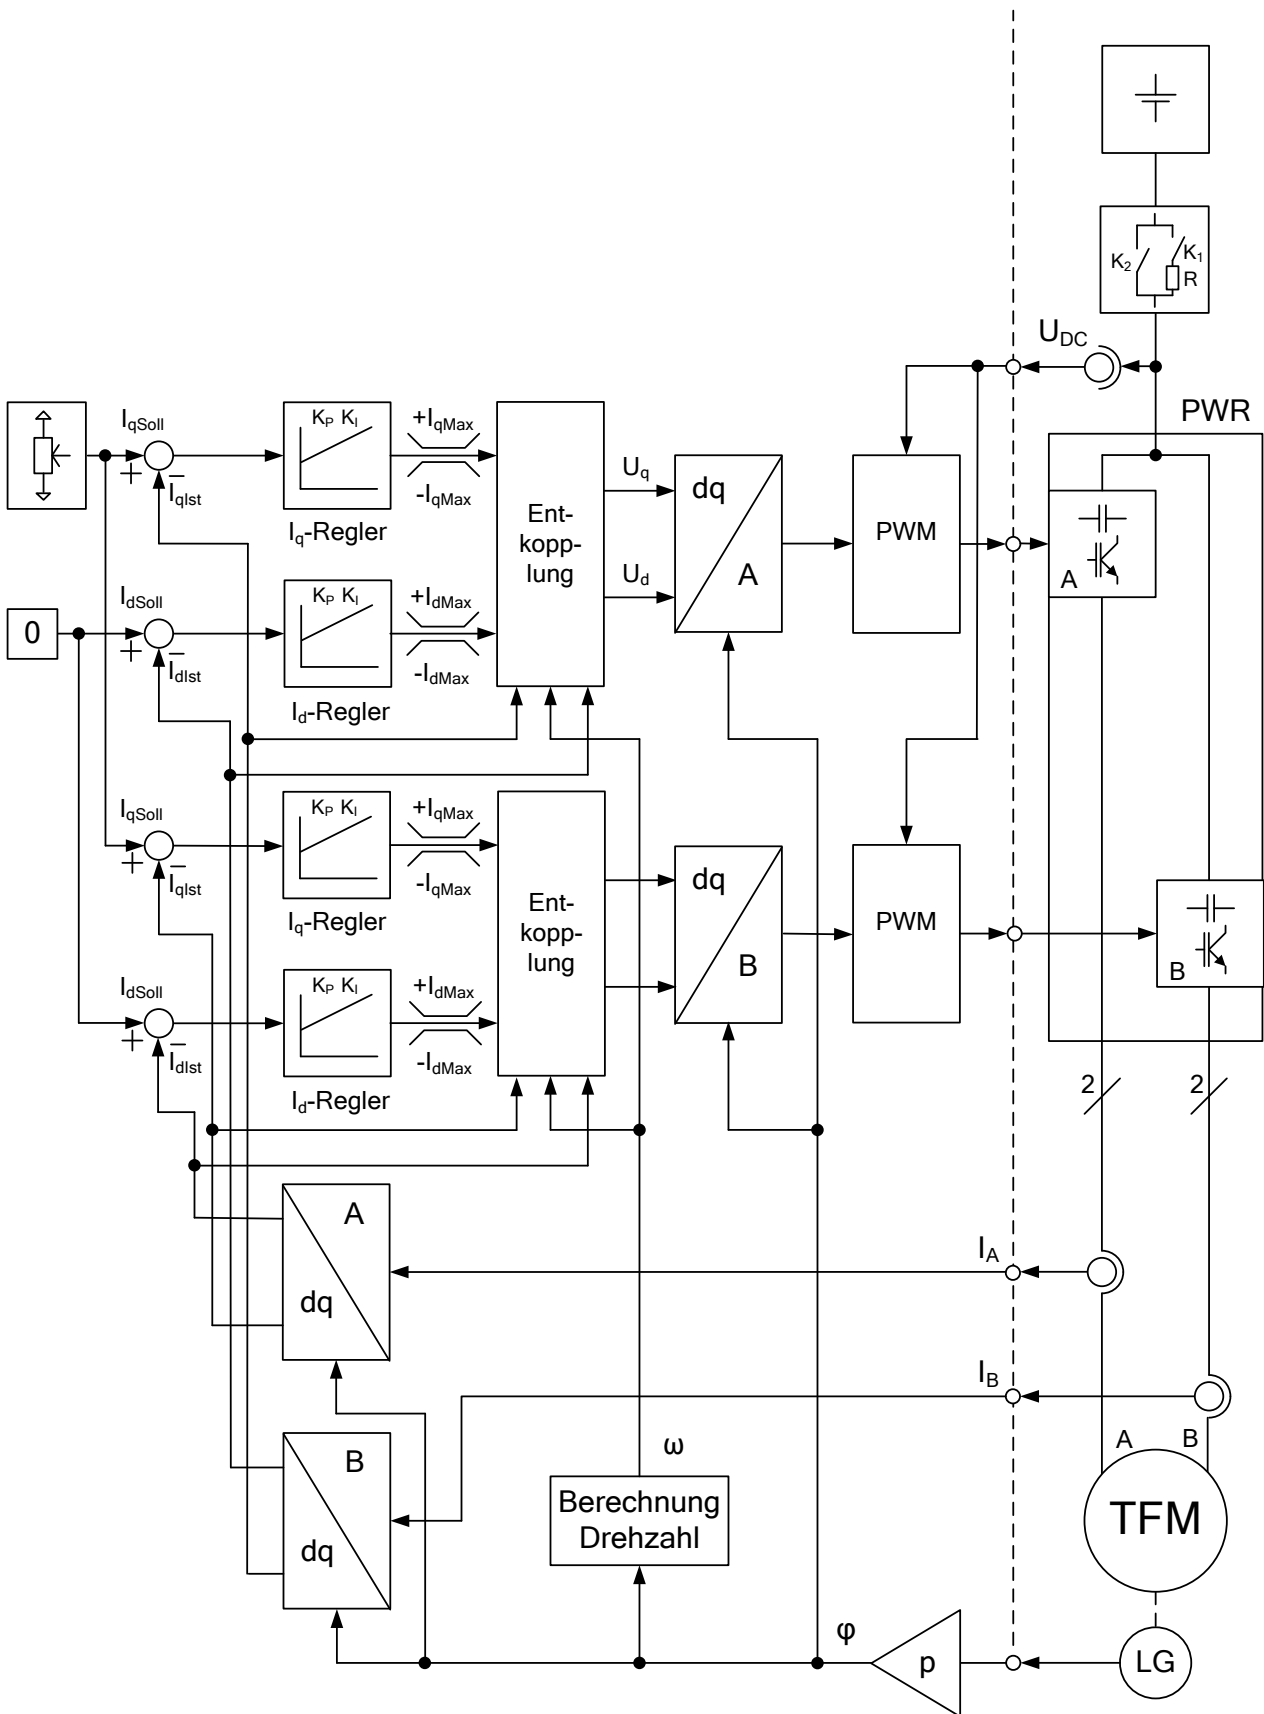 K₂
K₁
R
U_DC
PWR
I_qSoll
+
–
I_qIst
K_P K_I
I_q-Regler
+I_qMax
-I_qMax
Ent-
kopp-
lung
U_q
U_d
dq
A
PWM
A
0
I_dSoll
+
–
I_dIst
K_P K_I
I_d-Regler
+I_dMax
-I_dMax
I_qSoll
+
–
I_qIst
K_P K_I
I_q-Regler
+I_qMax
-I_qMax
Ent-
kopp-
lung
dq
B
PWM
B
I_dSoll
+
–
I_dIst
K_P K_I
I_d-Regler
+I_dMax
-I_dMax
2
2
A
dq
I_A
I_B
B
dq
ω
Berechnung
Drehzahl
A
B
TFM
φ
p
LG